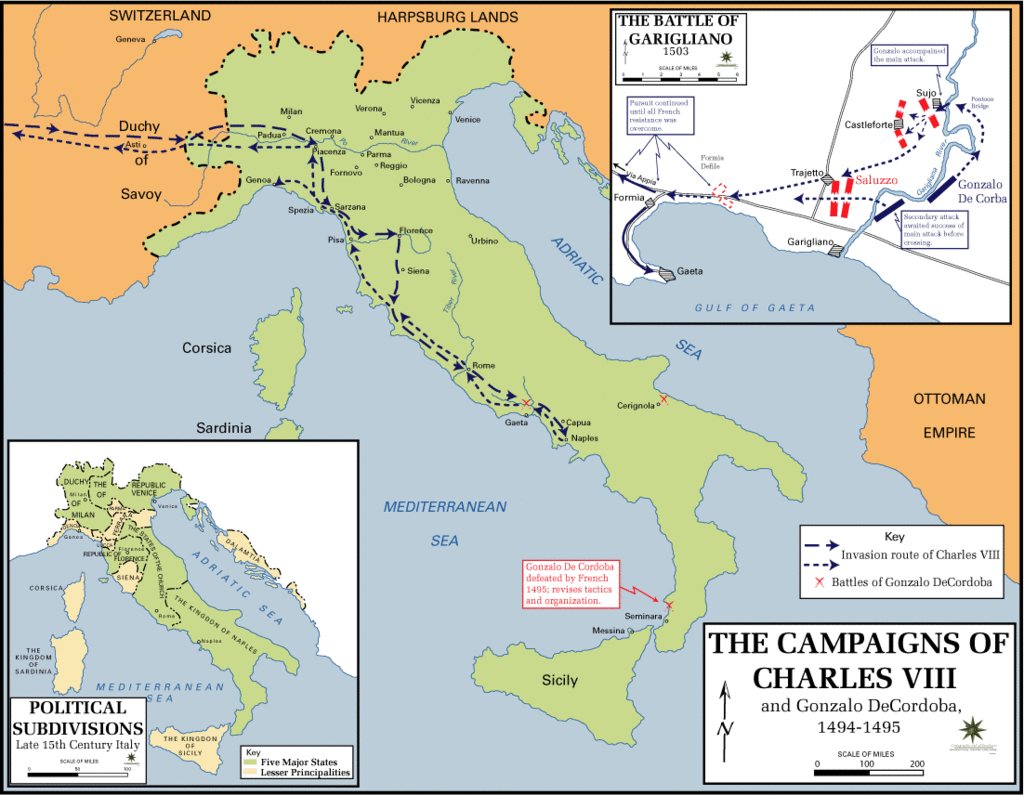 SWITZERLAND
HARPSBURG LANDS
Geneva
Duchy
of
Savoy
Asti
Milan
Verona
Vicenza
Venice
Padua
Cremona
Mantua
Po
River
Piacenza
Parma
Reggio
Fornovo
Bologna
Ravenna
Genoa
Spezia
Sarzana
Pisa
Florence
Urbino
Siena
Tiber River
Rome
Gaeta
Capua
Naples
Cerignola
ADRIATIC
SEA
Corsica
Sardinia
MEDITERRANEAN
SEA
OTTOMAN
EMPIRE
Gonzalo De Cordoba
defeated by French
1495; revises tactics
and organization.
Seminara
Messina
Sicily
THE BATTLE OF
GARIGLIANO
1503
SCALE OF MILES
0 1 2 3 4 5 6
Gonzalo accompained
the main attack.
Pursuit continued
until all French
resistance was
overcome.
Sujo
Pontoon
Bridge
Castleforte
Formia
Defile
Via Appia
Trajetto
Saluzzo
Garigliana River
Gonzalo
De Corba
Formia
Secondary attack
awaited success of
main attack before
crossing.
Garigliano
Gaeta
GULF OF GAETA
Key
Invasion route of Charles VIII
Battles of Gonzalo DeCordoba
THE CAMPAIGNS OF
CHARLES VIII
and Gonzalo DeCordoba,
1494-1495
N
SCALE OF MILES
0 100 200
DUCHY
OF
MILAN
Milan
THE
OF
REPUBLIC
VENICE
Venice
Genoa
REPUBLIC OF
FLORENCE
Florence
SIENA
THE STATES OF THE CHURCH
DALAMTIA
ADRIATIC SEA
CORSICA
Rome
THE KINGDOM OF NAPLES
Naples
THE
KINGDOM
OF
SARDINIA
MEDITERRANEAN
SEA
THE KINGDOM
OF
SICILY
POLITICAL
SUBDIVISIONS
Late 15th Century Italy
SCALE OF MILES
0 50 100
Key
Five Major States
Lesser Principalities